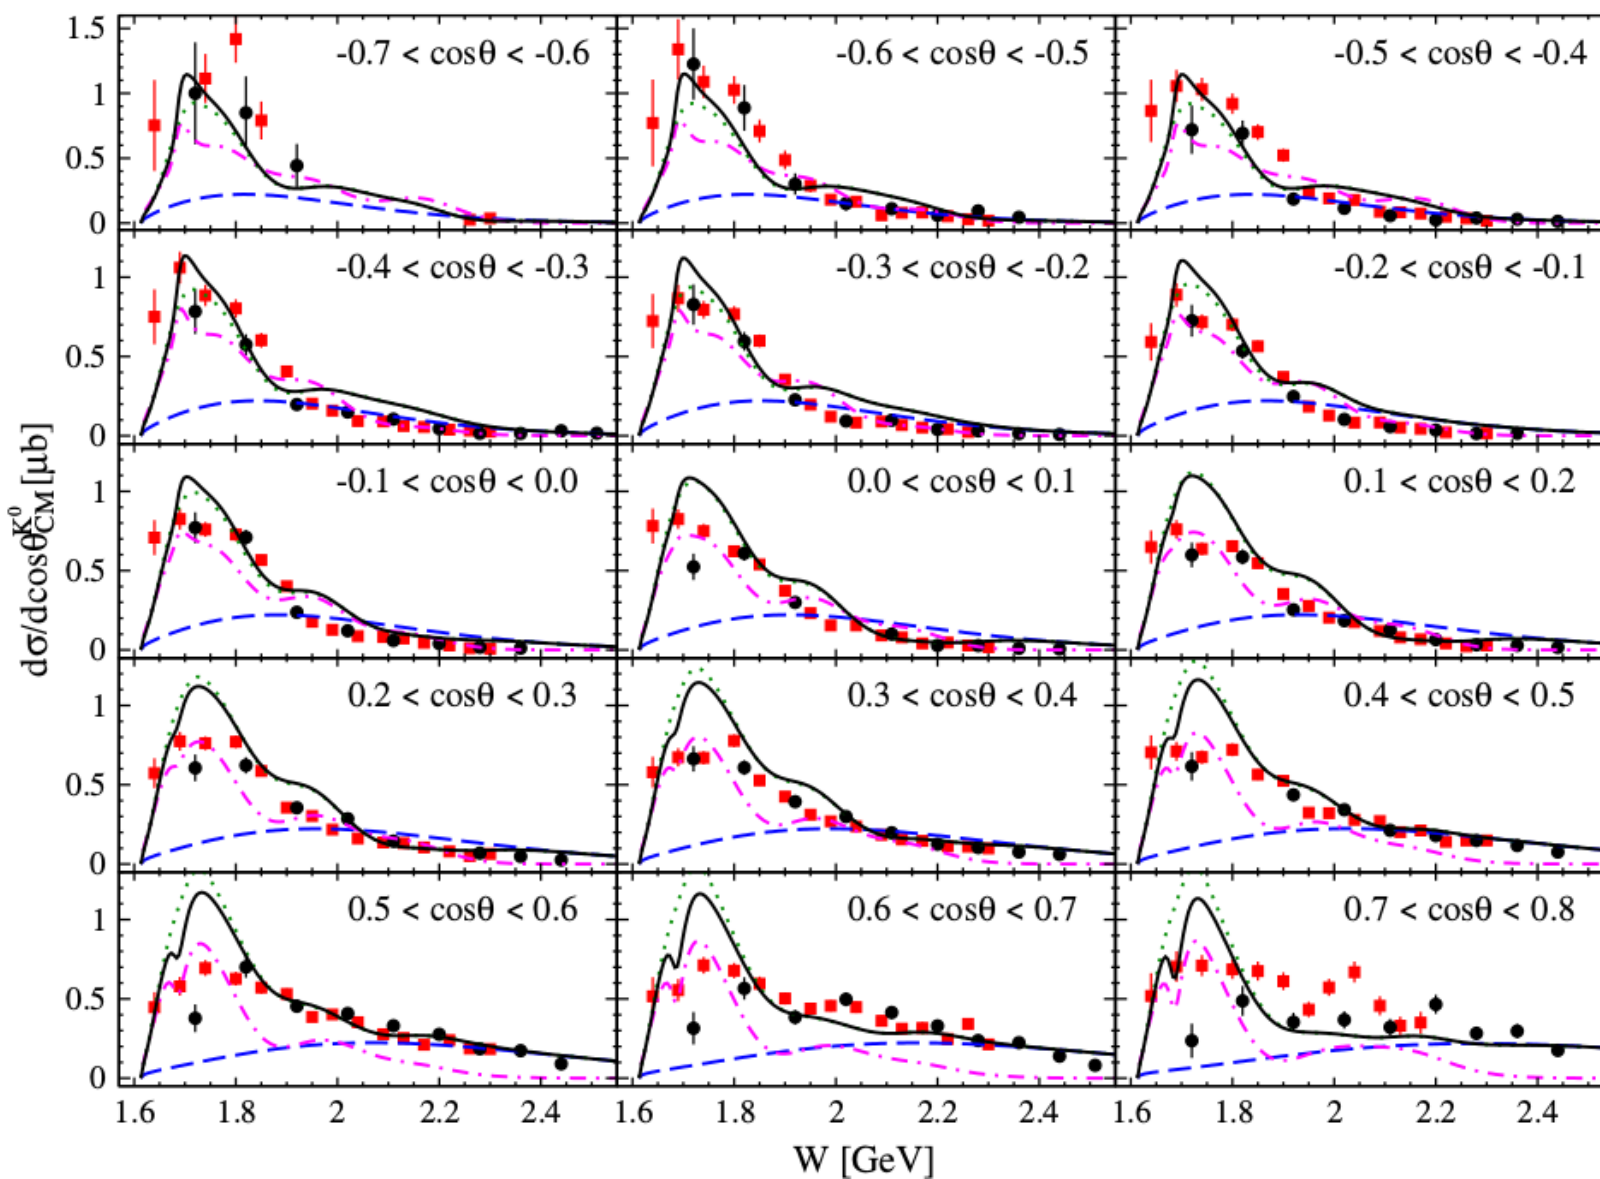 1.5
1
0.5
0
-0.7 < cosθ < -0.6
-0.6 < cosθ < -0.5
-0.5 < cosθ < -0.4
1
0.5
0
-0.4 < cosθ < -0.3
-0.3 < cosθ < -0.2
-0.2 < cosθ < -0.1
dσ/dcosθ^{K^0}_{CM} [μb]
1
0.5
0
-0.1 < cosθ < 0.0
0.0 < cosθ < 0.1
0.1 < cosθ < 0.2
1
0.5
0
0.2 < cosθ < 0.3
0.3 < cosθ < 0.4
0.4 < cosθ < 0.5
1
0.5
0
0.5 < cosθ < 0.6
0.6 < cosθ < 0.7
0.7 < cosθ < 0.8
1.6 1.8 2 2.2 2.4 1.6 1.8 2 2.2 2.4 1.6 1.8 2 2.2 2.4
W [GeV]